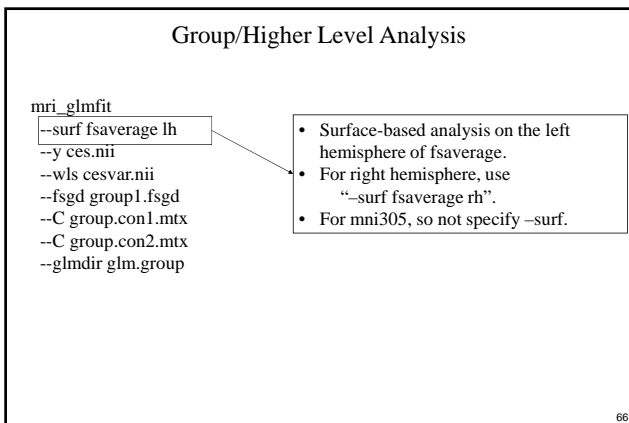 Group/Higher Level Analysis
mri_glmfit
--surf fsaverage lh
--y ces.nii
--wls cesvar.nii
--fsgd group1.fsgd
--C group.con1.mtx
--C group.con2.mtx
--glmdir glm.group
• Surface-based analysis on the left
hemisphere of fsaverage.
• For right hemisphere, use
“–surf fsaverage rh”.
• For mni305, so not specify –surf.
66